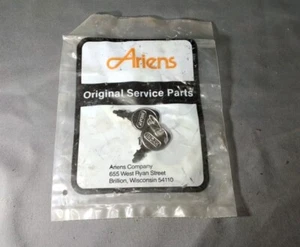 Ariens
Original Service Parts
Ariens Company
655 West Ryan Street
Brillion, Wisconsin 54110